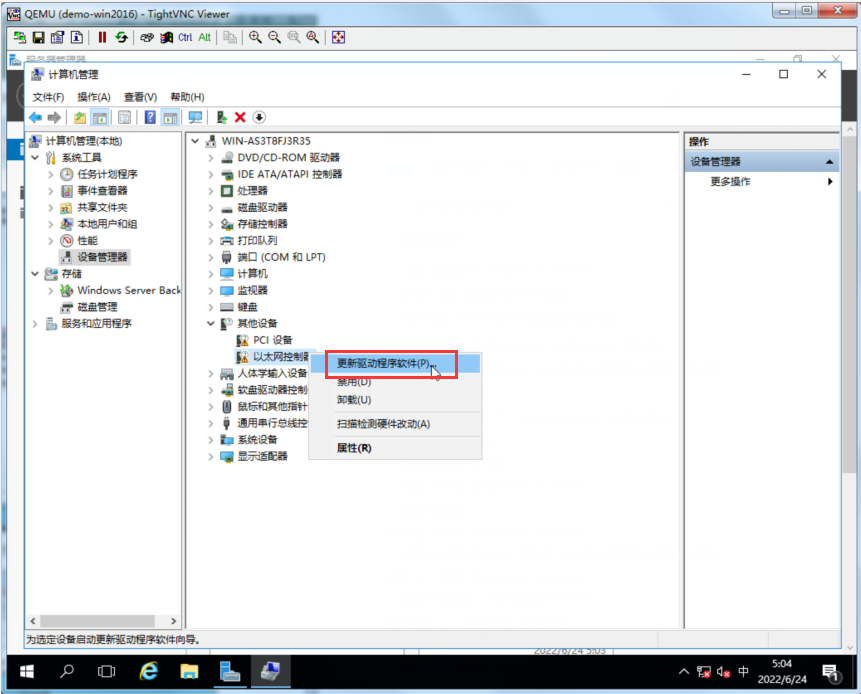 QEMU (demo-win2016) - TightVNC Viewer
Ctrl Alt
服务器管理器
计算机管理
文件(F) 操作(A) 查看(V) 帮助(H)
计算机管理(本地)
系统工具
任务计划程序
事件查看器
共享文件夹
本地用户和组
性能
设备管理器
存储
Windows Server Back
磁盘管理
服务和应用程序
WIN-AS3T8FJ3R35
DVD/CD-ROM 驱动器
IDE ATA/ATAPI 控制器
处理器
磁盘驱动器
存储控制器
打印队列
端口 (COM 和 LPT)
计算机
监视器
键盘
其他设备
PCI 设备
以太网控制器
人体学输入设备
软盘驱动器控制
鼠标和其他指针
通用串行总线控
系统设备
显示适配器
更新驱动程序软件(P)...
禁用(D)
卸载(U)
扫描检测硬件改动(A)
属性(R)
操作
设备管理器
更多操作
为选定设备启动更新驱动程序软件向导。
2022/6/24 5:03
中
5:04
2022/6/24
1